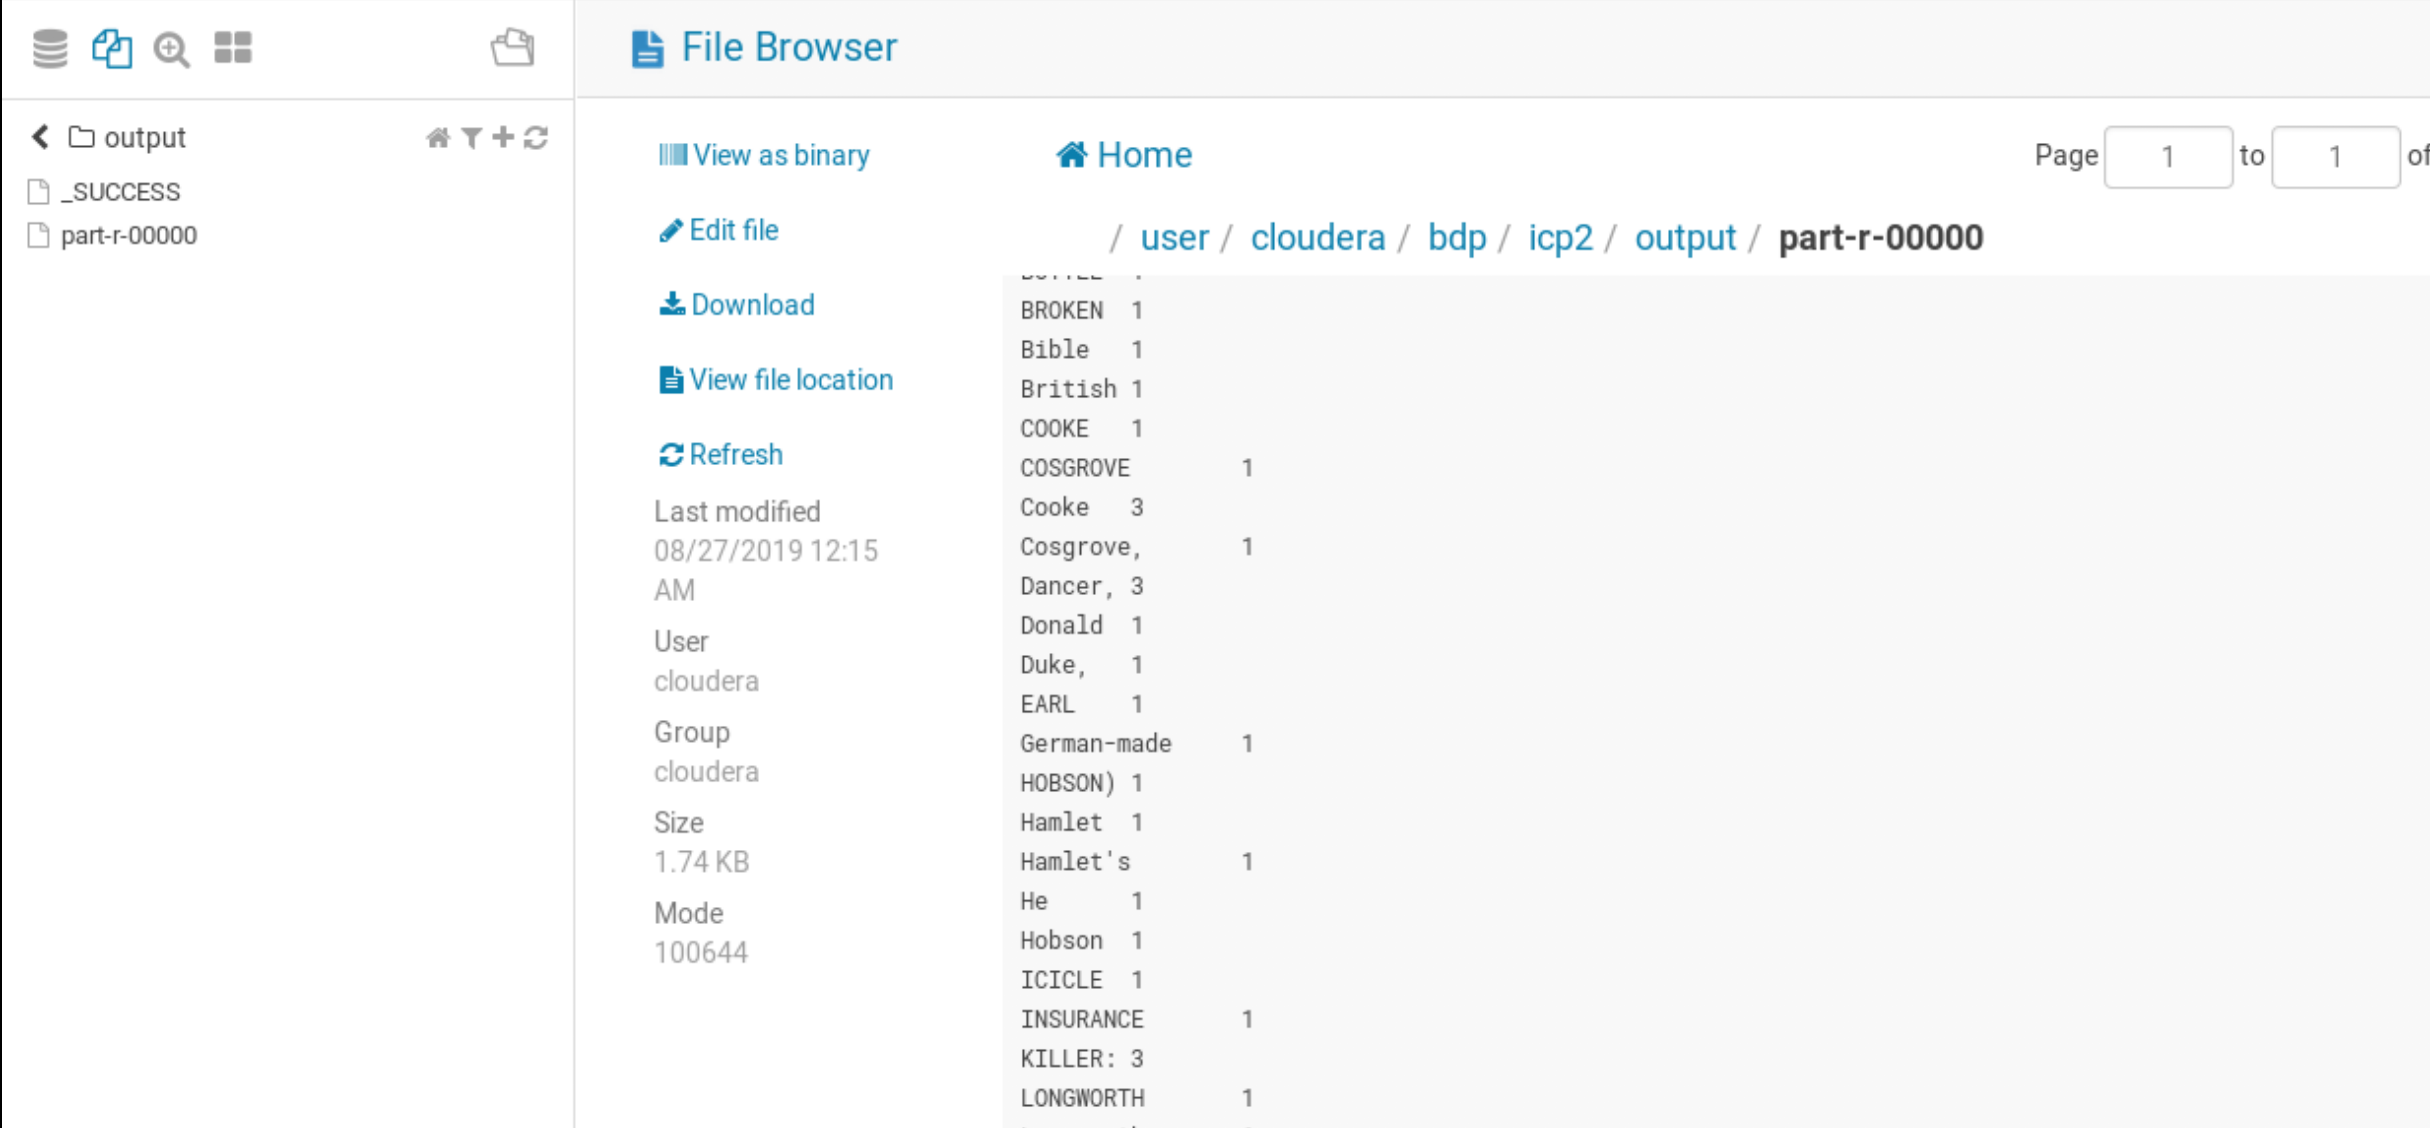 File Browser
output
_SUCCESS
part-r-00000
View as binary
Edit file
Download
View file location
Refresh
Last modified
08/27/2019 12:15
AM
User
cloudera
Group
cloudera
Size
1.74 KB
Mode
100644
Home
Page 1 to 1 of
/ user / cloudera / bdp / icp2 / output / part-r-00000
BROKEN 1
Bible 1
British 1
COOKE 1
COSGROVE 1
Cooke 3
Cosgrove, 1
Dancer, 3
Donald 1
Duke, 1
EARL 1
German-made 1
HOBSON) 1
Hamlet 1
Hamlet's 1
He 1
Hobson 1
ICICLE 1
INSURANCE 1
KILLER: 3
LONGWORTH 1